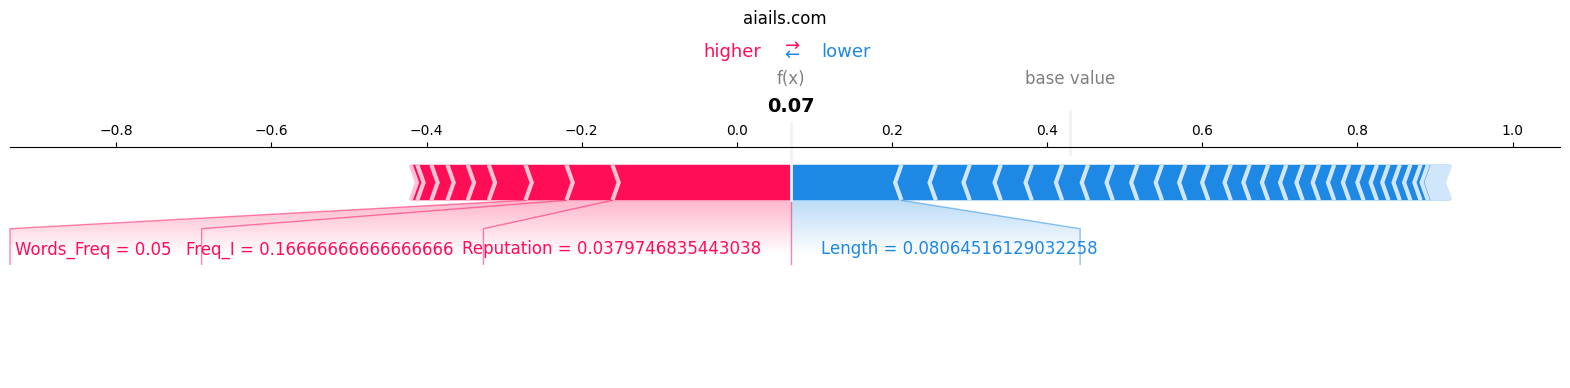 aiails.com
higher → ← lower
f(x) base value
0.07
−0.8 −0.6 −0.4 −0.2 0.0 0.2 0.4 0.6 0.8 1.0
Words_Freq = 0.05 Freq_I = 0.16666666666666666 Reputation = 0.0379746835443038 Length = 0.08064516129032258